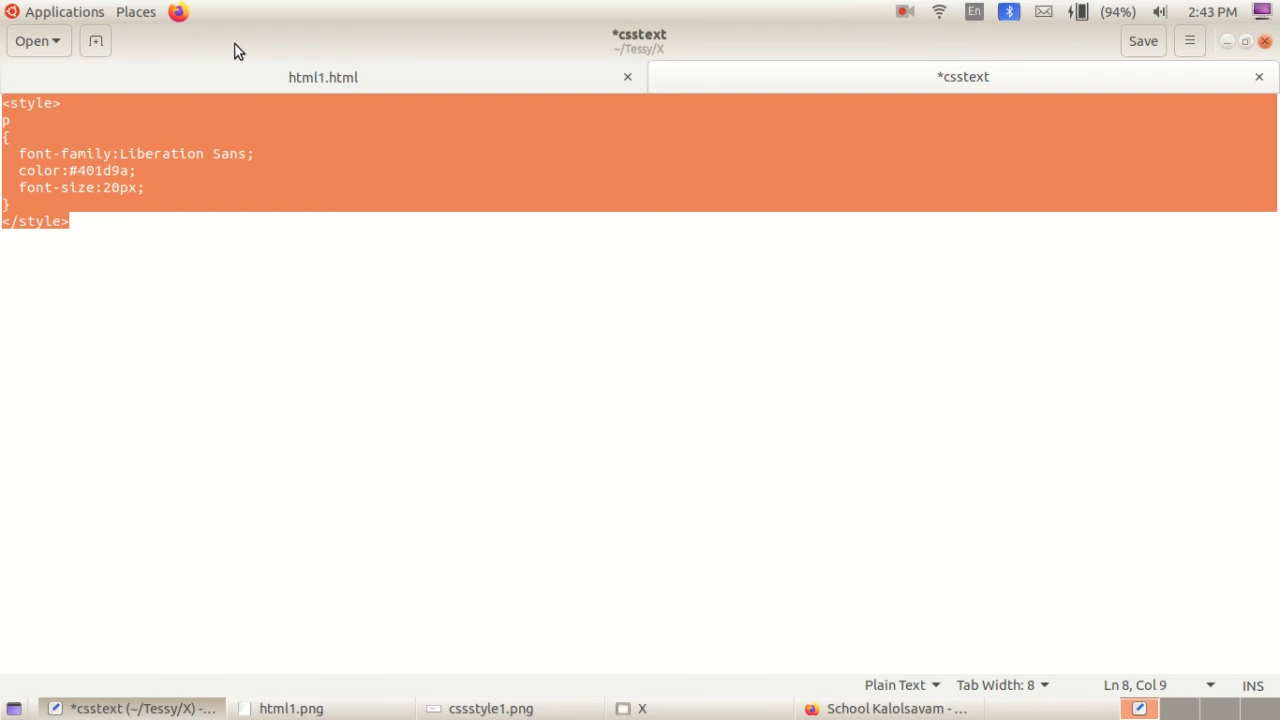 Applications Places En (94%) 2:43 PM
Open *csstext Save
~/Tessy/X
html1.html *csstext
<style>
p
{
  font-family:Liberation Sans;
  color:#401d9a;
  font-size:20px;
}
</style>
Plain Text Tab Width: 8 Ln 8, Col 9 INS
*csstext (~/Tessy/X) -... html1.png cssstyle1.png X School Kalolsavam - ...